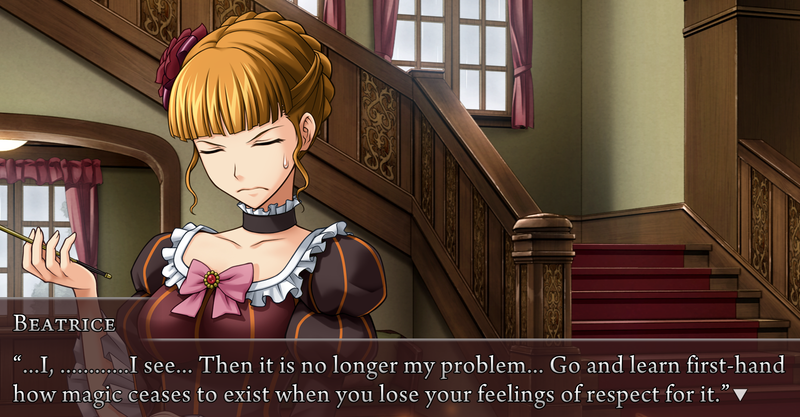 Beatrice
“...I, ............I see... Then it is no longer my problem... Go and learn first-hand
how magic ceases to exist when you lose your feelings of respect for it.”▼